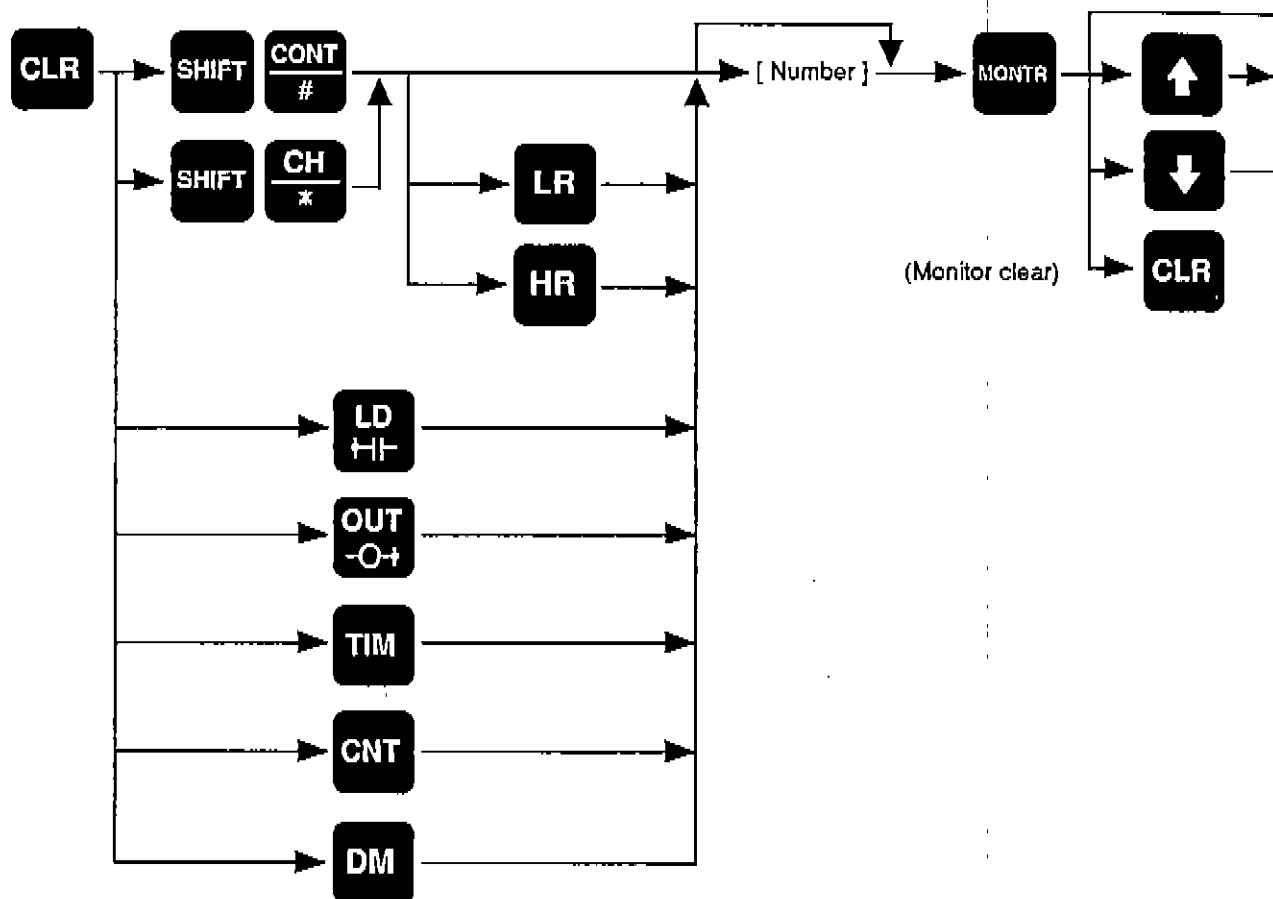 CLR
SHIFT
CONT
#
[ Number ]
MONTR
SHIFT
CH
*
LR
HR
(Monitor clear)
CLR
LD
OUT
TIM
CNT
DM